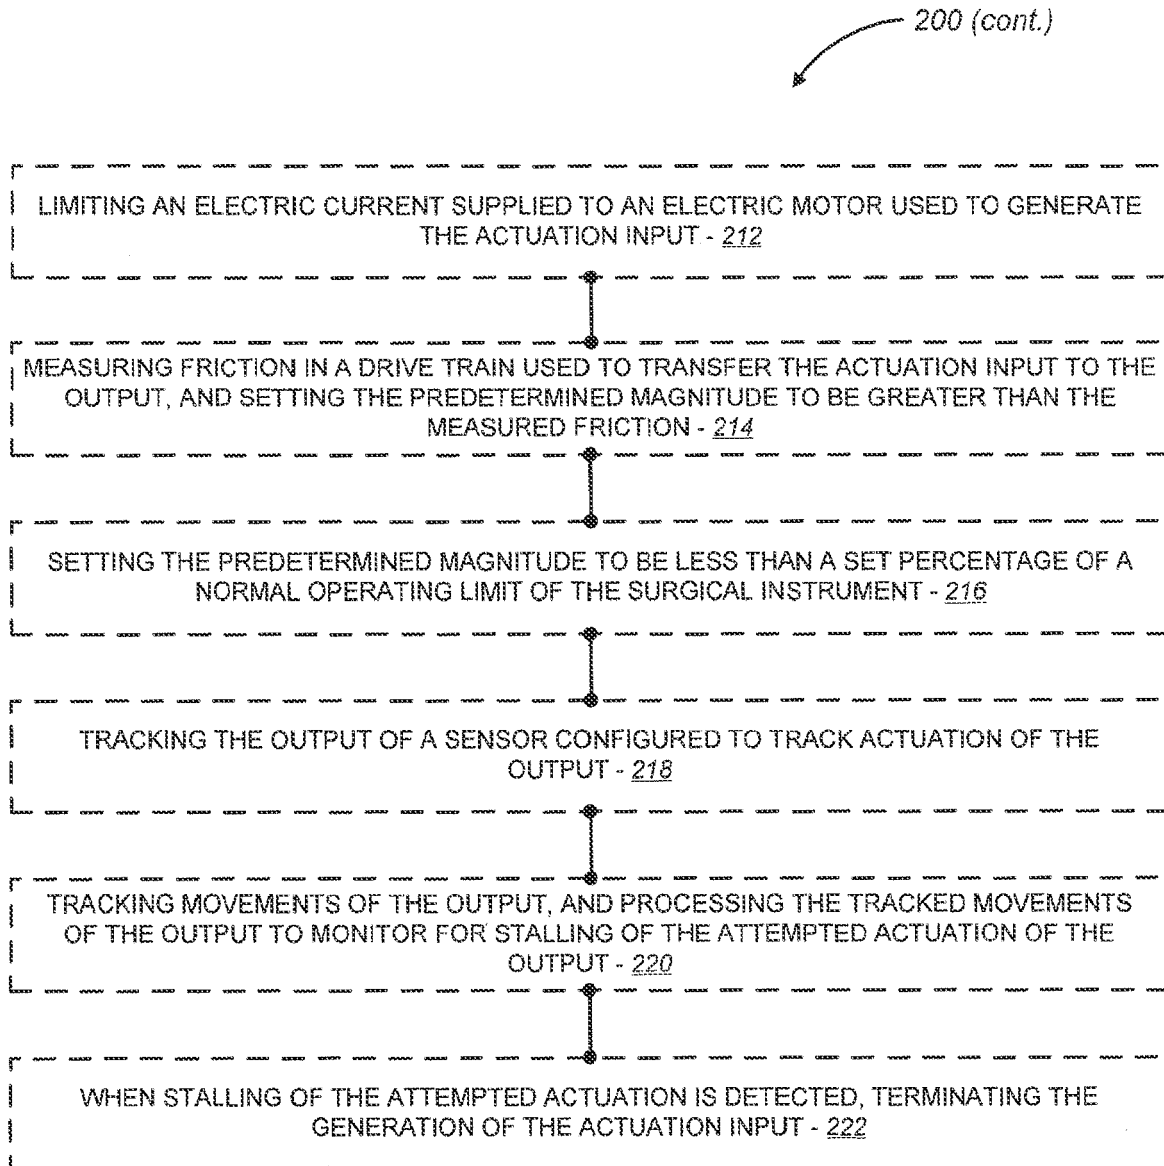 200 (cont.)
LIMITING AN ELECTRIC CURRENT SUPPLIED TO AN ELECTRIC MOTOR USED TO GENERATE
THE ACTUATION INPUT - 212
MEASURING FRICTION IN A DRIVE TRAIN USED TO TRANSFER THE ACTUATION INPUT TO THE
OUTPUT, AND SETTING THE PREDETERMINED MAGNITUDE TO BE GREATER THAN THE
MEASURED FRICTION - 214
SETTING THE PREDETERMINED MAGNITUDE TO BE LESS THAN A SET PERCENTAGE OF A
NORMAL OPERATING LIMIT OF THE SURGICAL INSTRUMENT - 216
TRACKING THE OUTPUT OF A SENSOR CONFIGURED TO TRACK ACTUATION OF THE
OUTPUT - 218
TRACKING MOVEMENTS OF THE OUTPUT, AND PROCESSING THE TRACKED MOVEMENTS
OF THE OUTPUT TO MONITOR FOR STALLING OF THE ATTEMPTED ACTUATION OF THE
OUTPUT - 220
WHEN STALLING OF THE ATTEMPTED ACTUATION IS DETECTED, TERMINATING THE
GENERATION OF THE ACTUATION INPUT - 222